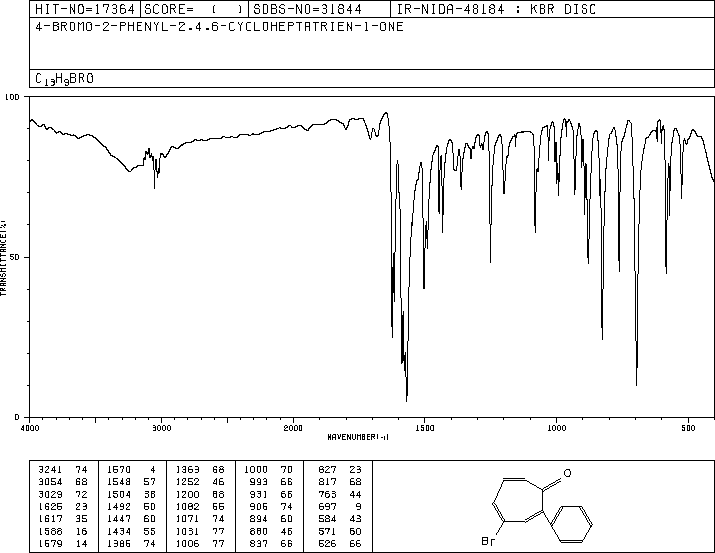 HIT-NO=17364 SCORE= ( ) SDBS-NO=31844 IR-NIDA-48184 : KBR DISC
4-BROMO-2-PHENYL-2.4.6-CYCLOHEPTATRIEN-1-ONE
C13H9BRO
100
50
0
TRANSMITTANCE(%)
4000 3000 2000 1500 1000 500
WAVENUMBER(-1)
3241 74 1570 4 1363 68 1000 70 827 23
3054 68 1548 57 1252 46 993 66 817 68
3029 72 1504 38 1200 68 931 66 763 44
1625 23 1492 50 1082 55 906 74 697 9
1617 35 1447 60 1071 74 894 60 584 43
1588 16 1434 55 1031 77 880 46 571 60
1579 14 1386 74 1006 77 837 66 526 66
O
Br